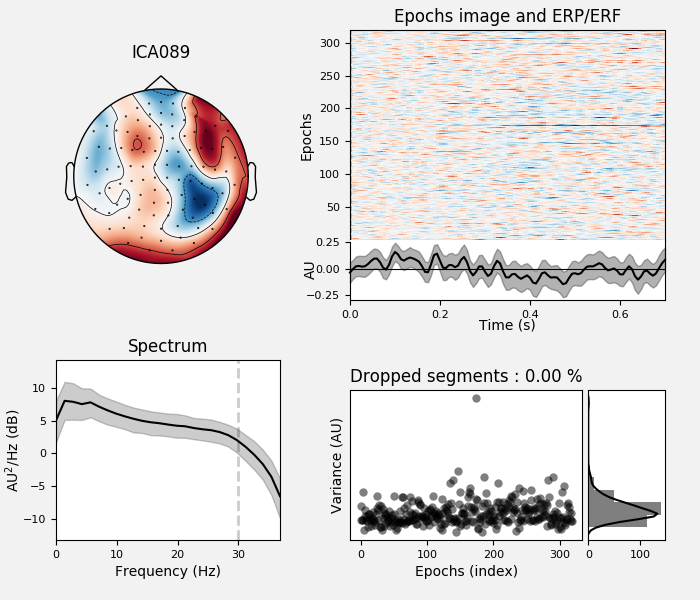 Epochs image and ERP/ERF
ICA089
300
250
200
150
100
50
Epochs
0.25
0.00
−0.25
AU
0.0 0.2 0.4 0.6
Time (s)
Spectrum
10
5
0
−5
−10
AU²/Hz (dB)
0 10 20 30
Frequency (Hz)
Dropped segments : 0.00 %
Variance (AU)
0 100 200 300
Epochs (index)
0 100